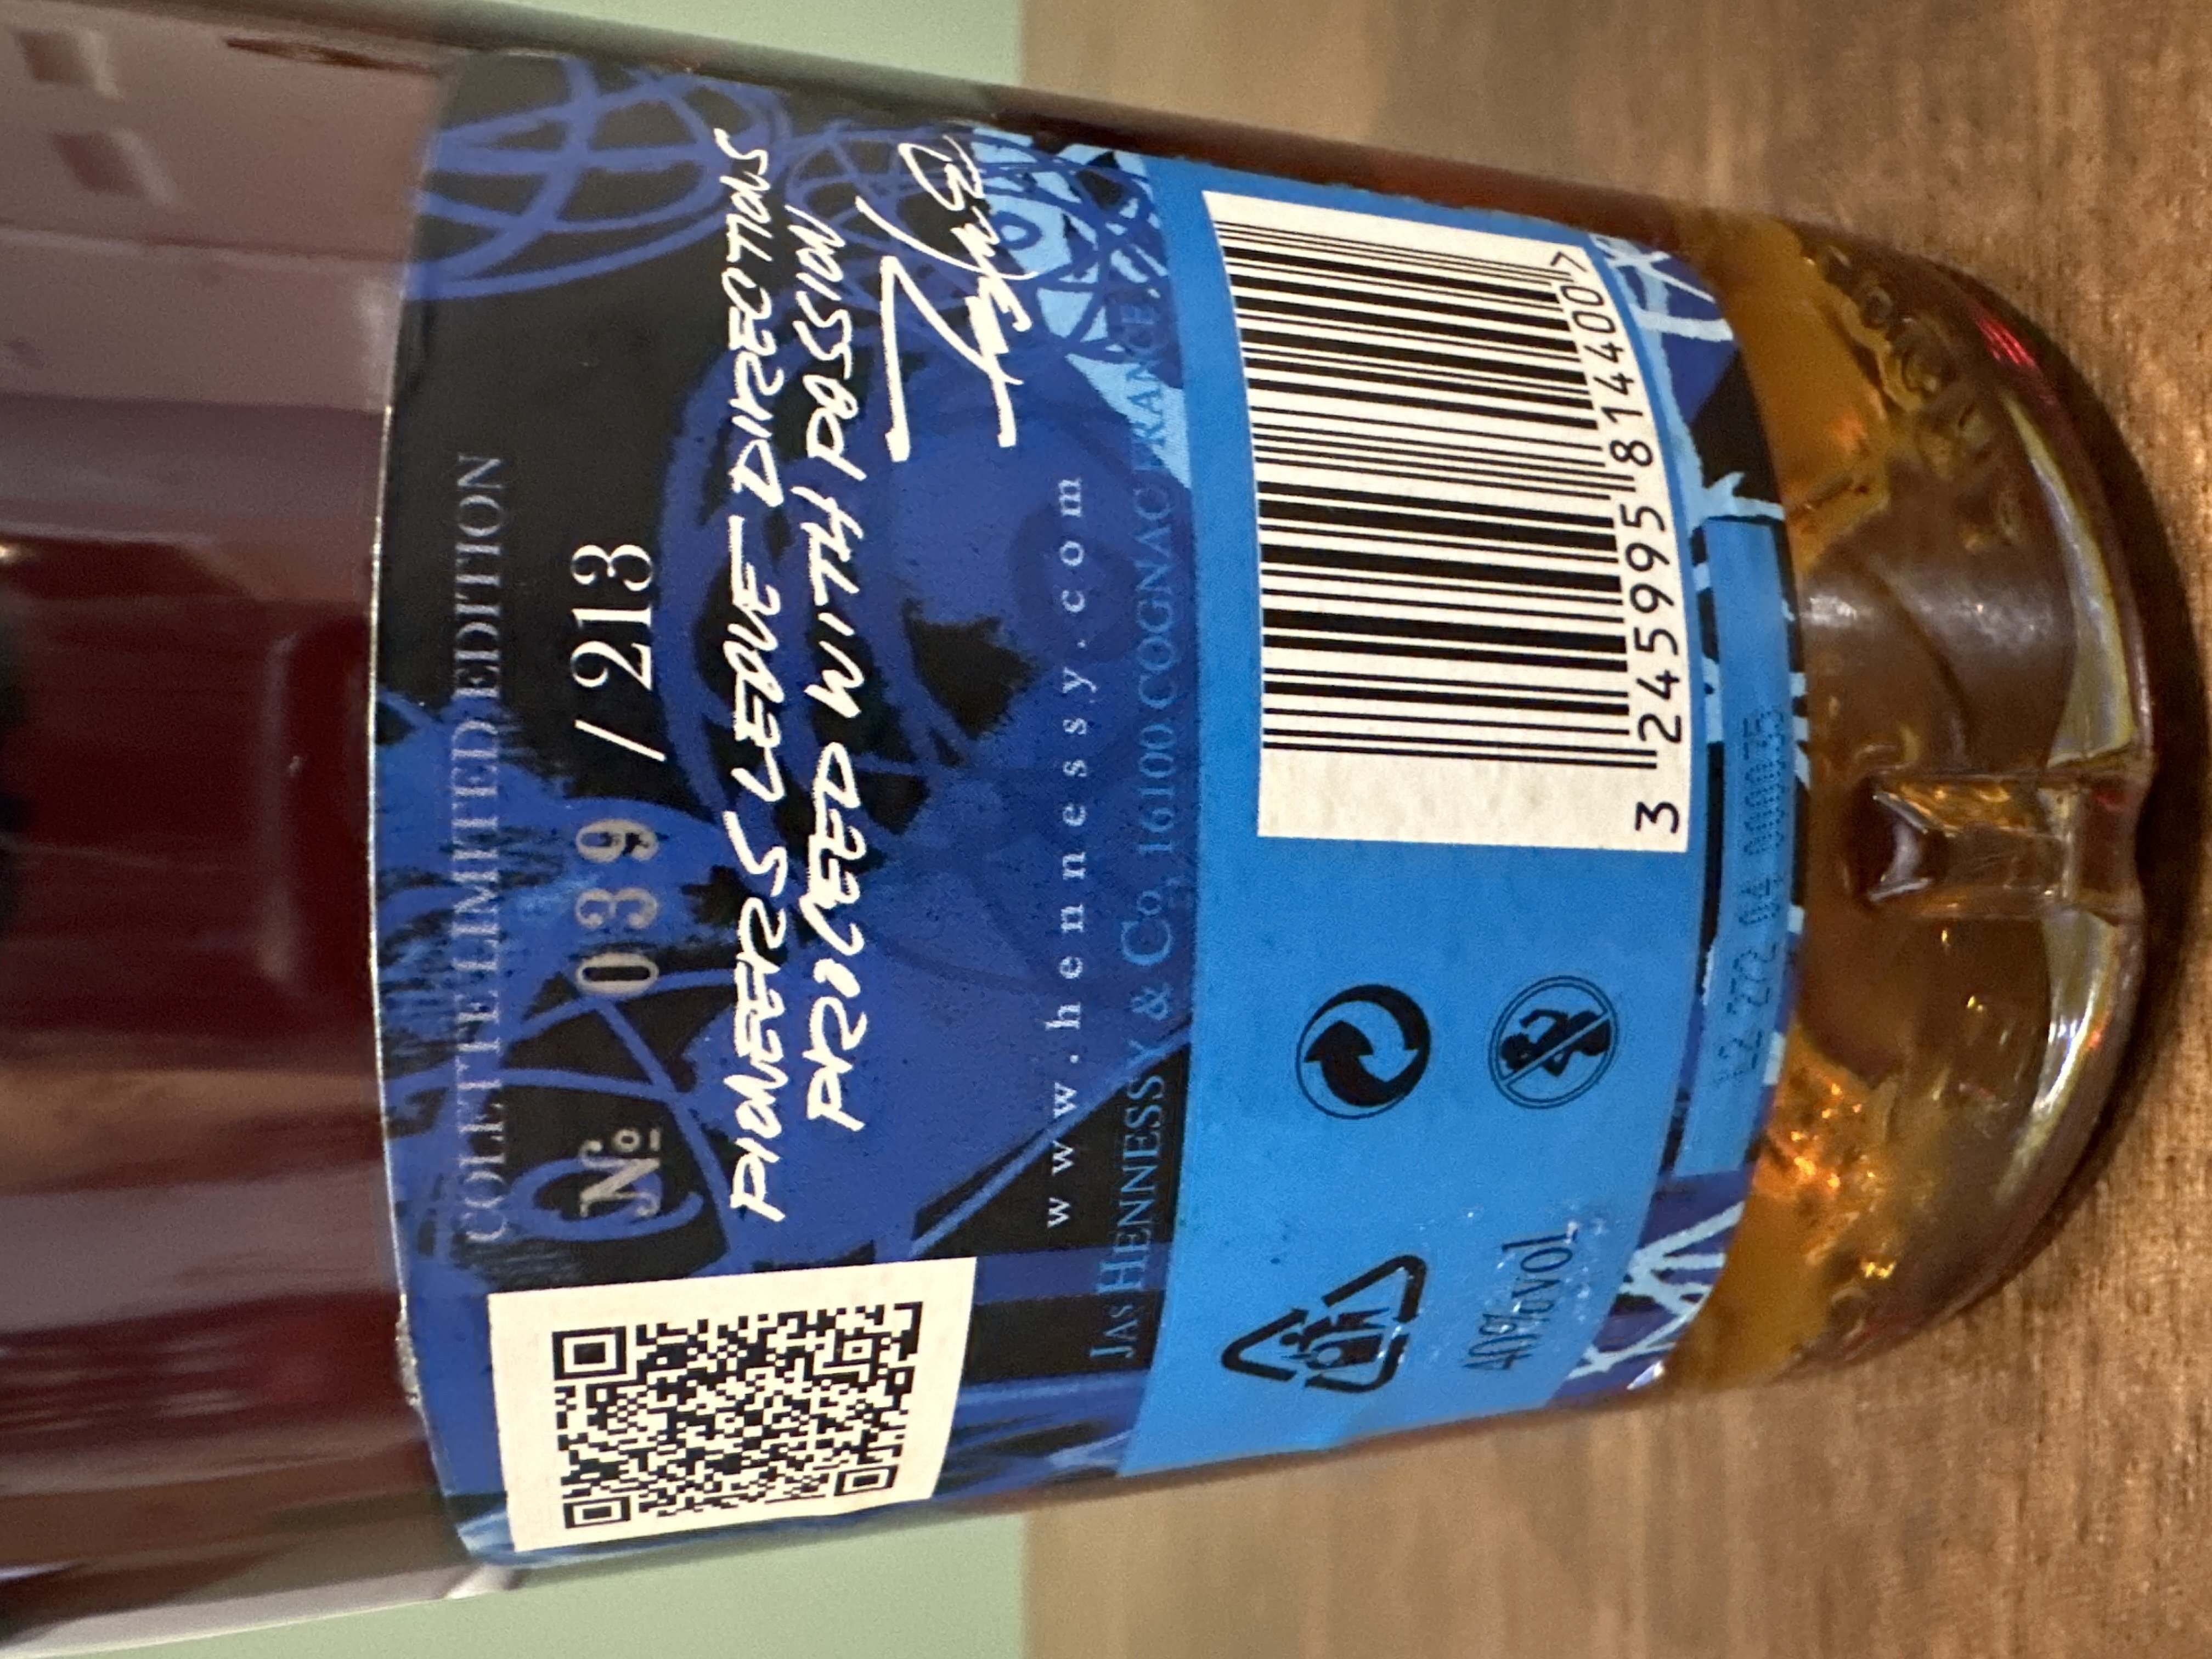 COLETTE LIMITED EDITION
No. 039 / 213
PIONEERS LEAVE DIRECTIONS
PROCEED WITH PASSION
www.hennessy.com
JAS HENNESSY & Co, 16100 COGNAC FRANCE
40%vol
3 245995 814400 >